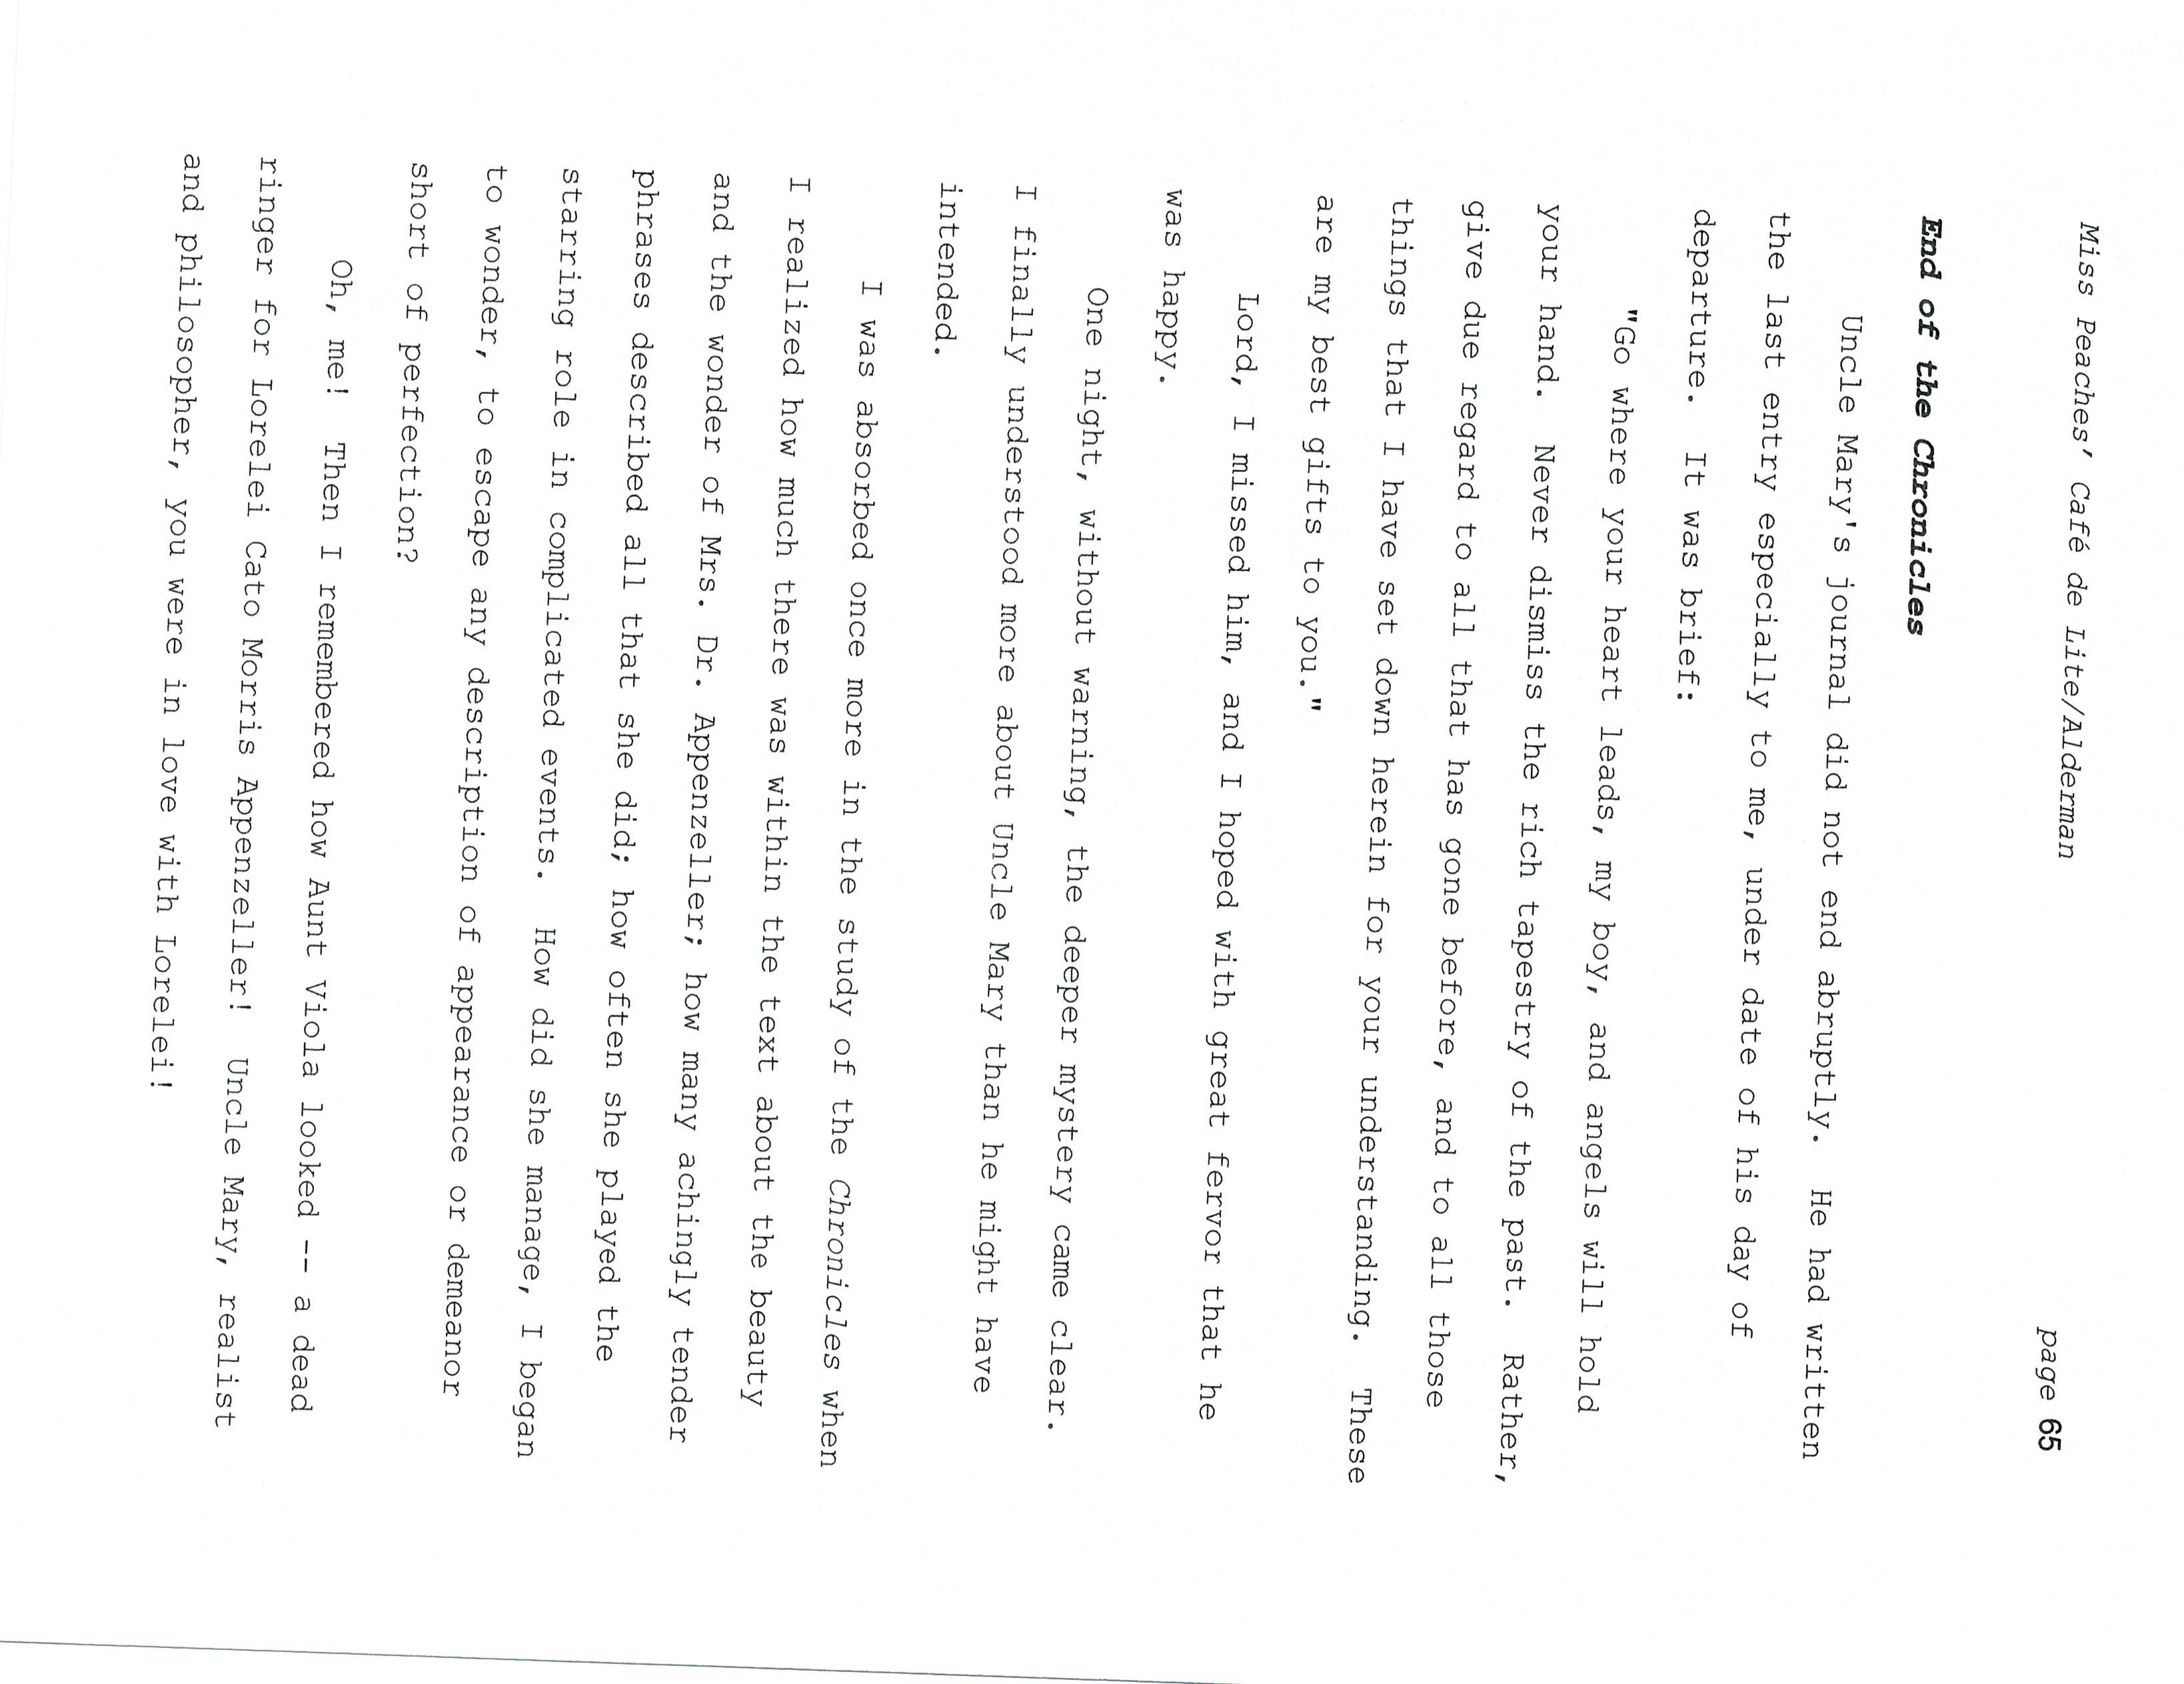 Miss Peaches' Café de Lite/Alderman page 65
End of the Chronicles
Uncle Mary's journal did not end abruptly. He had written
the last entry especially to me, under date of his day of
departure. It was brief:
"Go where your heart leads, my boy, and angels will hold
your hand. Never dismiss the rich tapestry of the past. Rather,
give due regard to all that has gone before, and to all those
things that I have set down herein for your understanding. These
are my best gifts to you."
Lord, I missed him, and I hoped with great fervor that he
was happy.
One night, without warning, the deeper mystery came clear.
I finally understood more about Uncle Mary than he might have
intended.
I was absorbed once more in the study of the Chronicles when
I realized how much there was within the text about the beauty
and the wonder of Mrs. Dr. Appenzeller; how many achingly tender
phrases described all that she did; how often she played the
starring role in complicated events. How did she manage, I began
to wonder, to escape any description of appearance or demeanor
short of perfection?
Oh, me! Then I remembered how Aunt Viola looked -- a dead
ringer for Lorelei Cato Morris Appenzeller! Uncle Mary, realist
and philosopher, you were in love with Lorelei!